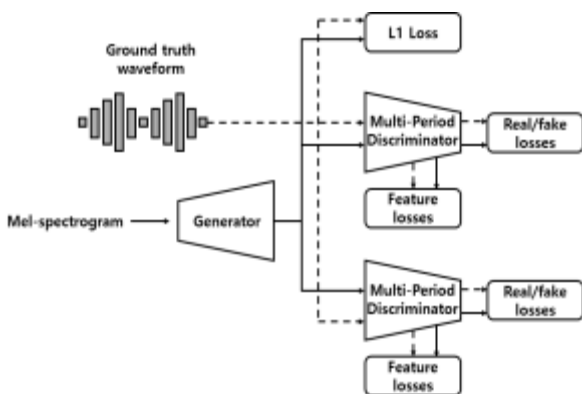 Ground truth
waveform
L1 Loss
Multi-Period
Discriminator
Real/fake
losses
Feature
losses
Mel-spectrogram
Generator
Multi-Period
Discriminator
Real/fake
losses
Feature
losses